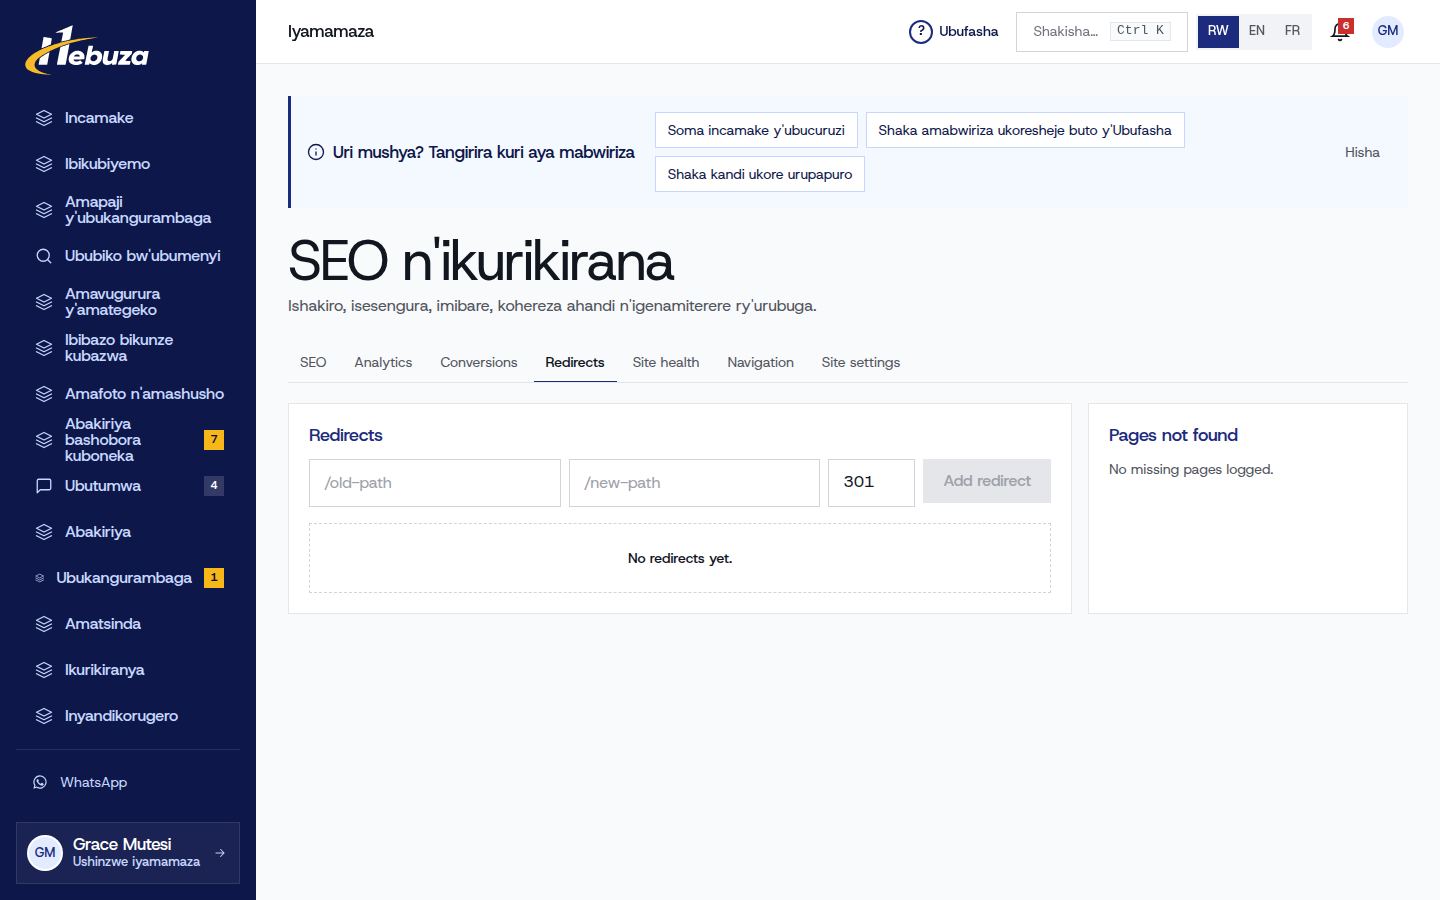 Hebuza
Incamake
Ibikubiyemo
Amapaji
y'ubukangurambaga
Ububiko bw'ubumenyi
Amavugurura
y'amategeko
Ibibazo bikunze
kubazwa
Amafoto n'amashusho
Abakiriya
bashobora
kuboneka
7
Ubutumwa
4
Abakiriya
Ubukangurambaga
1
Amatsinda
Ikurikiranya
Inyandikorugero
WhatsApp
GM
Grace Mutesi
Ushinzwe iyamamaza
Iyamamaza
? Ubufasha
Shakisha... Ctrl K
RW EN FR
6
GM
Uri mushya? Tangirira kuri aya mabwiriza
Soma incamake y'ubucuruzi
Shaka amabwiriza ukoresheje buto y'Ubufasha
Shaka kandi ukore urupapuro
Hisha
SEO n'ikurikirana
Ishakiro, isesengura, imibare, kohereza ahandi n'igenamiterere ry'urubuga.
SEO Analytics Conversions Redirects Site health Navigation Site settings
Redirects
/old-path /new-path 301 Add redirect
No redirects yet.
Pages not found
No missing pages logged.